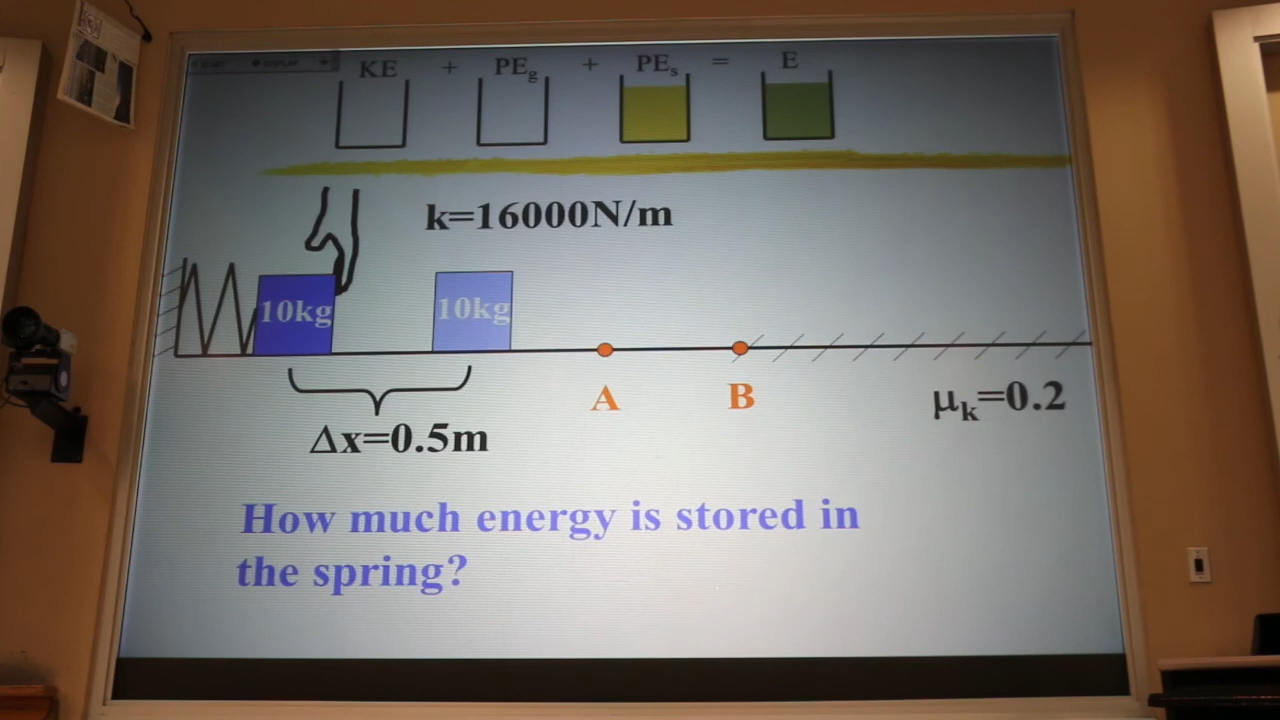 DISPLAY
KE + PEg + PEs = E
k=16000N/m
10kg 10kg
A B
μk=0.2
Δx=0.5m
How much energy is stored in
the spring?